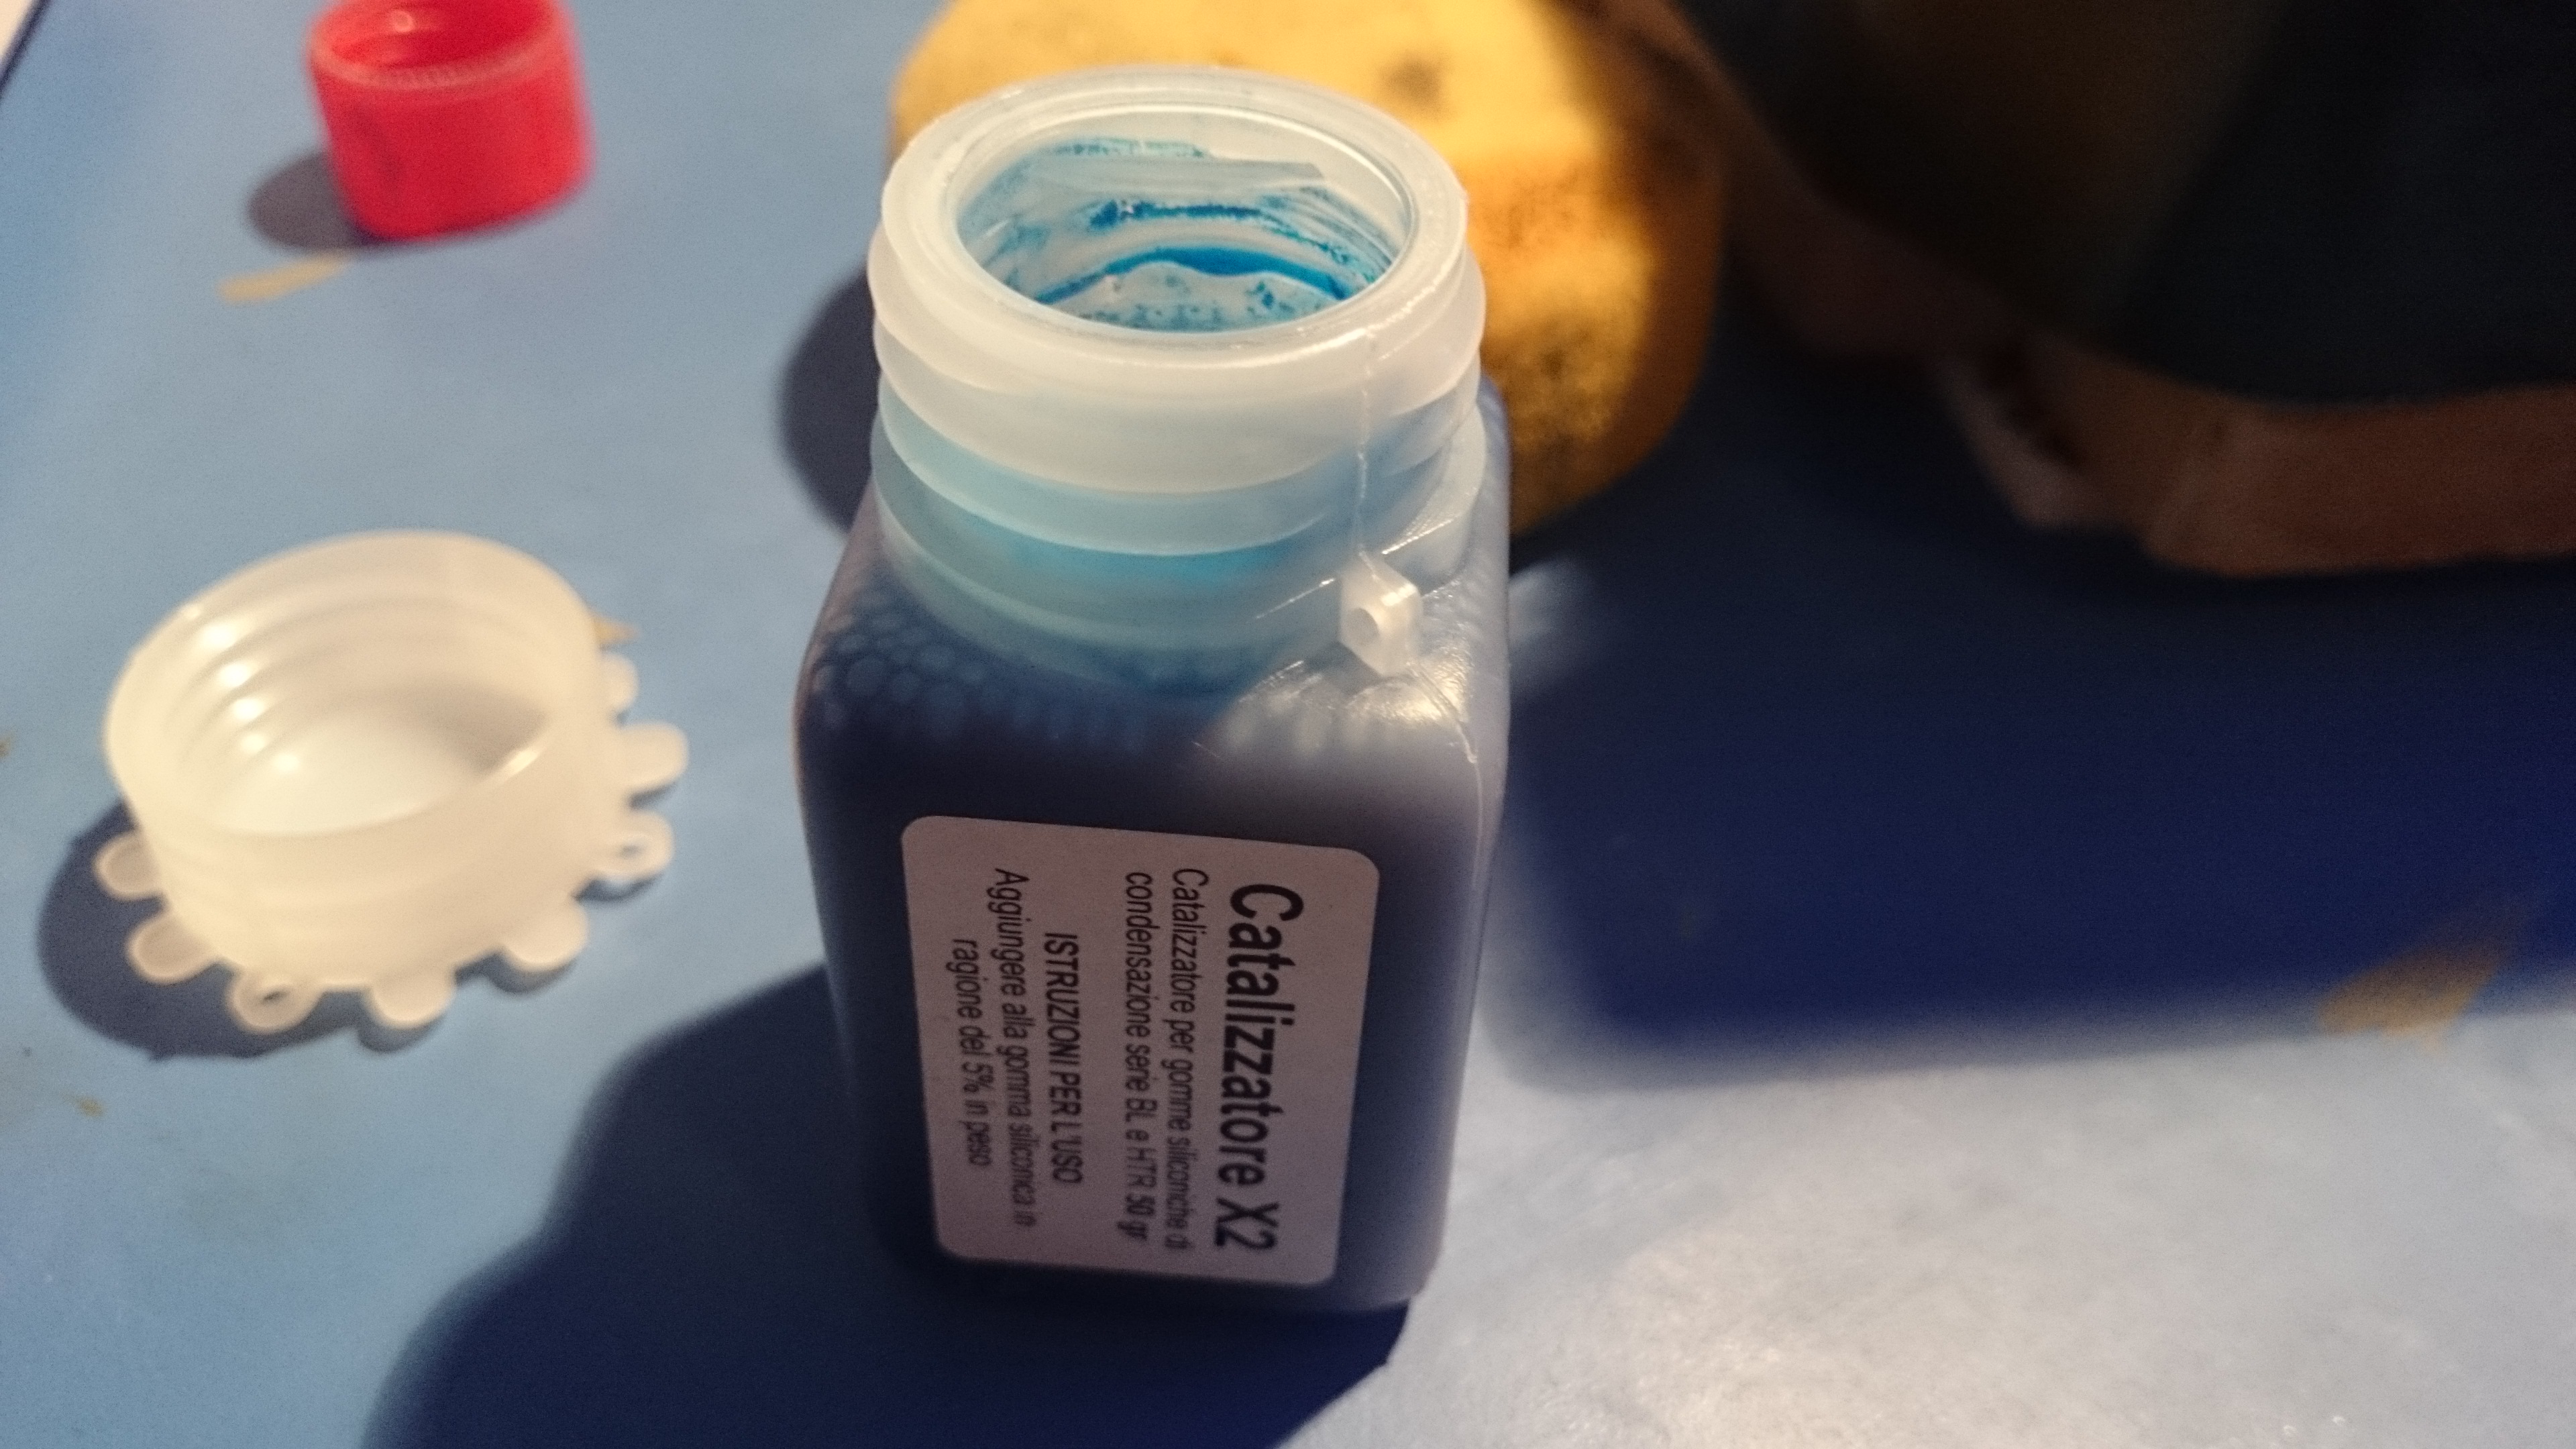 Catalizzatore X2
Catalizzatore per gomme siliconiche di
condensazione serie BL e HTR 50 gr
ISTRUZIONI PER L'USO
Aggiungere alla gomma siliconica in
ragione del 5% in peso